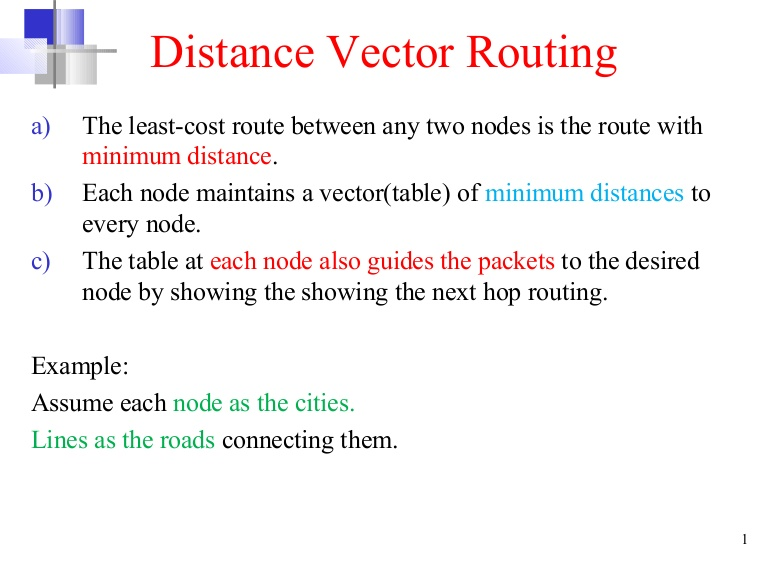 Distance Vector Routing
a) The least-cost route between any two nodes is the route with
minimum distance.
b) Each node maintains a vector(table) of minimum distances to
every node.
c) The table at each node also guides the packets to the desired
node by showing the showing the next hop routing.
Example:
Assume each node as the cities.
Lines as the roads connecting them.
1